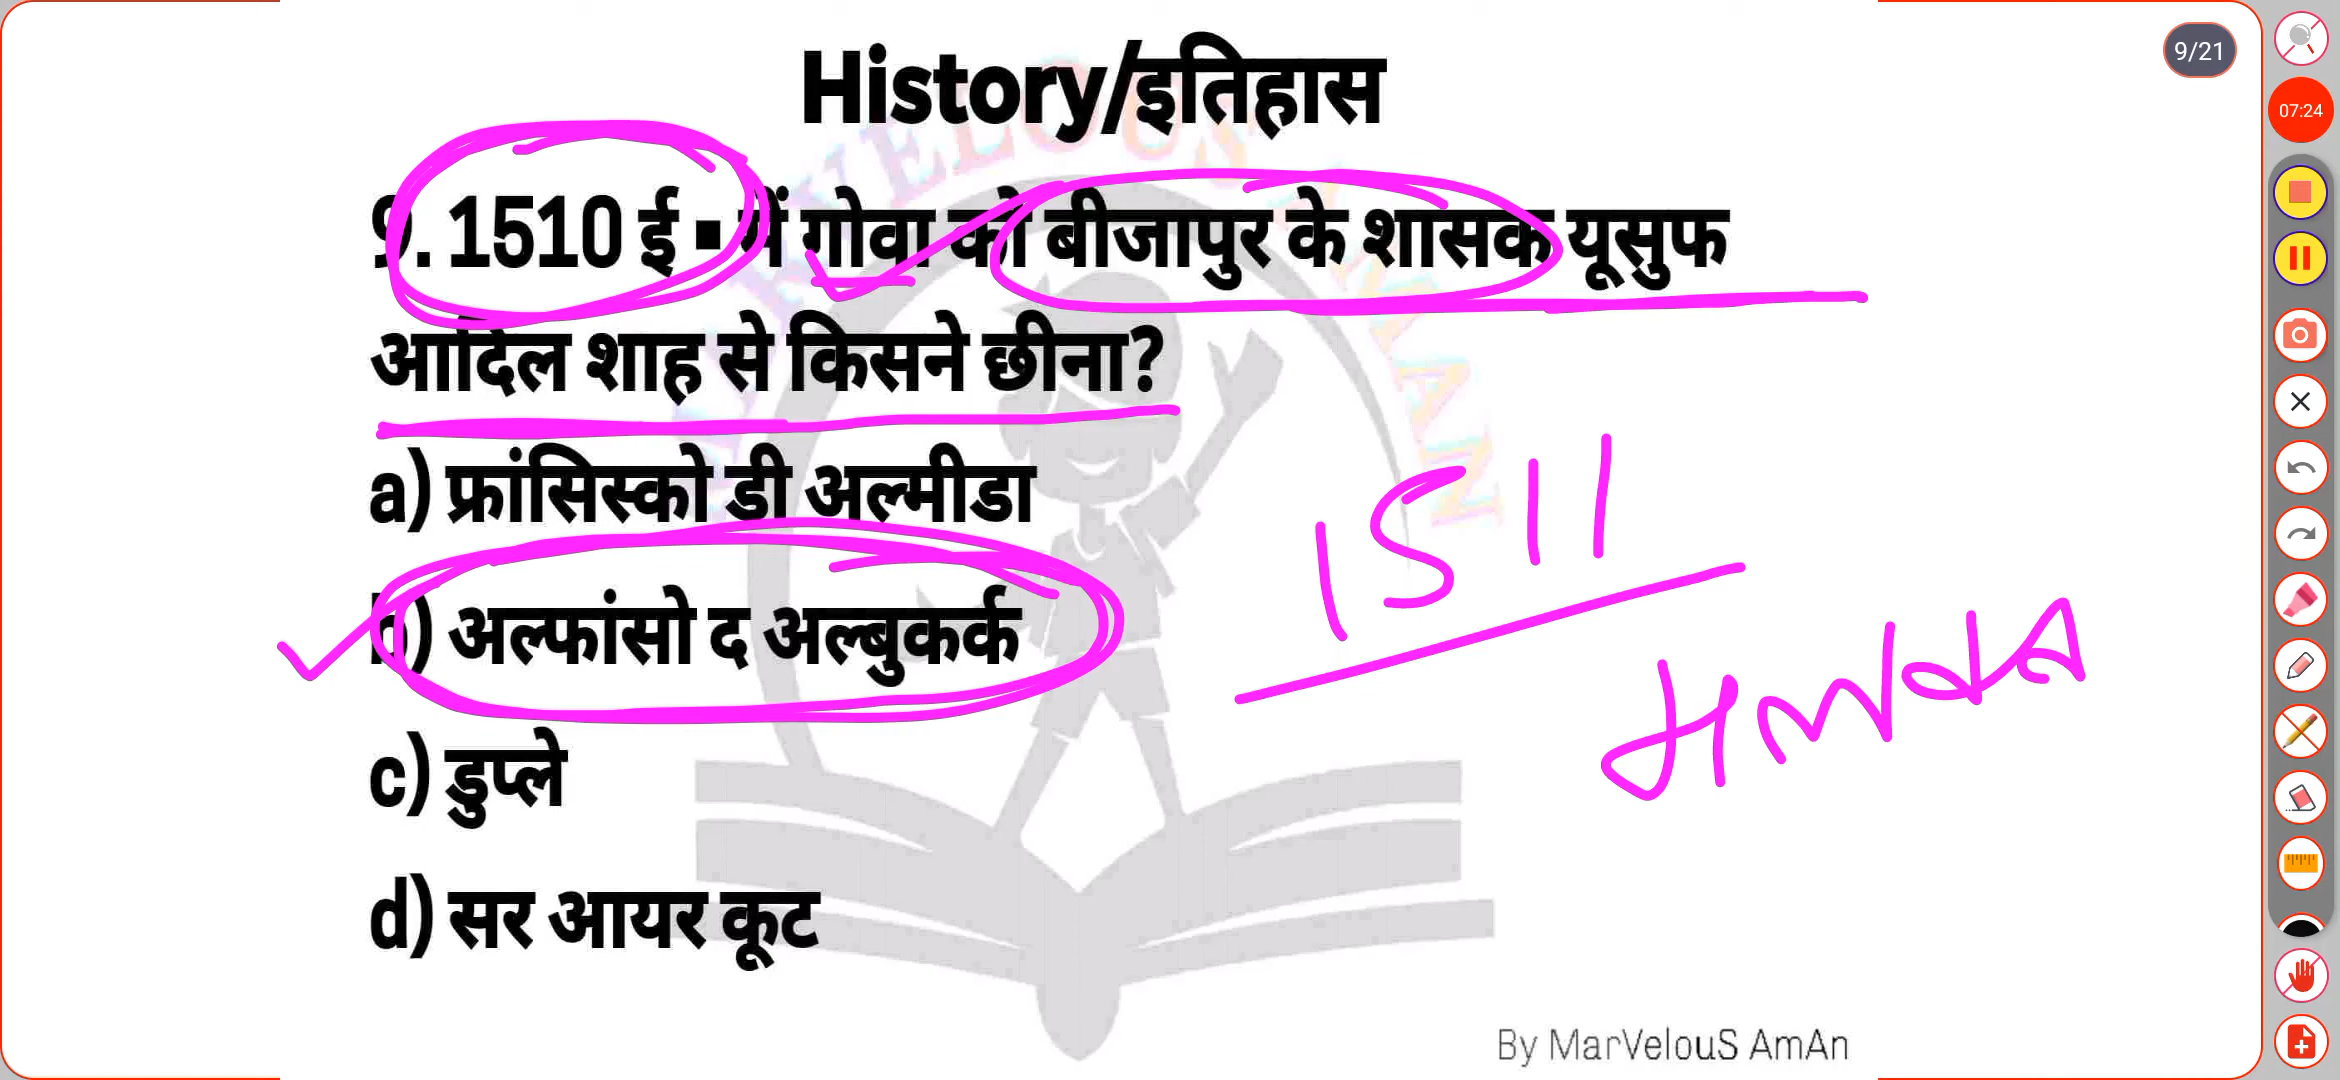 9/21
07:24
History/इतिहास
9. 1510 ई▪ में गोवा को बीजापुर के शासक यूसुफ
आदिल शाह से किसने छीना?
a) फ्रांसिस्को डी अल्मीडा
b) अल्फांसो द अल्बुकर्क
c) डुप्ले
d) सर आयर कूट
1511
By MarVelouS AmAn